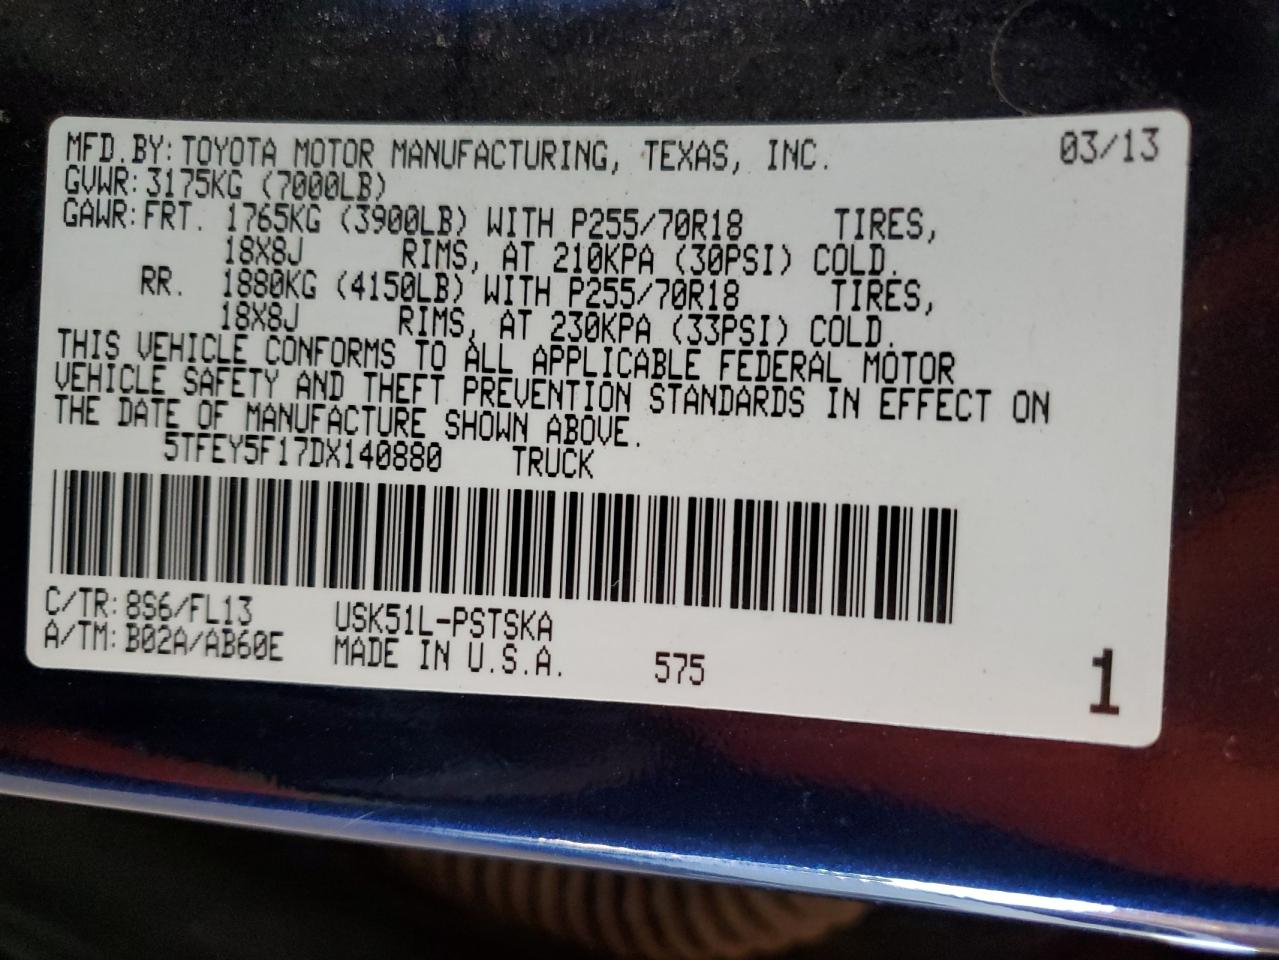 MFD. BY: TOYOTA MOTOR MANUFACTURING, TEXAS, INC. 03/13
GVWR: 3175KG (7000LB)
GAWR: FRT. 1765KG (3900LB) WITH P255/70R18 TIRES,
18X8J RIMS, AT 210KPA (30PSI) COLD.
RR. 1880KG (4150LB) WITH P255/70R18 TIRES,
18X8J RIMS, AT 230KPA (33PSI) COLD.
THIS VEHICLE CONFORMS TO ALL APPLICABLE FEDERAL MOTOR
VEHICLE SAFETY AND THEFT PREVENTION STANDARDS IN EFFECT ON
THE DATE OF MANUFACTURE SHOWN ABOVE.
5TFEY5F17DX140880 TRUCK
C/TR: 8S6/FL13 USK51L-PSTSKA
A/TM: B02A/AB60E MADE IN U.S.A. 575 1